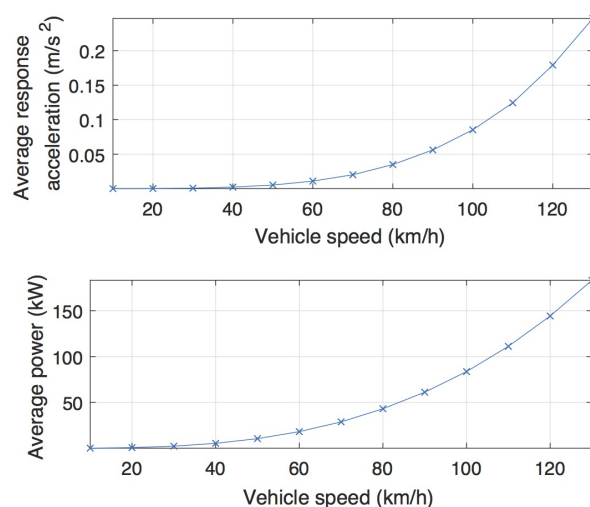 Average response
acceleration (m/s²)
0.2
0.15
0.1
0.05
20 40 60 80 100 120
Vehicle speed (km/h)
Average power (kW)
150
100
50
20 40 60 80 100 120
Vehicle speed (km/h)